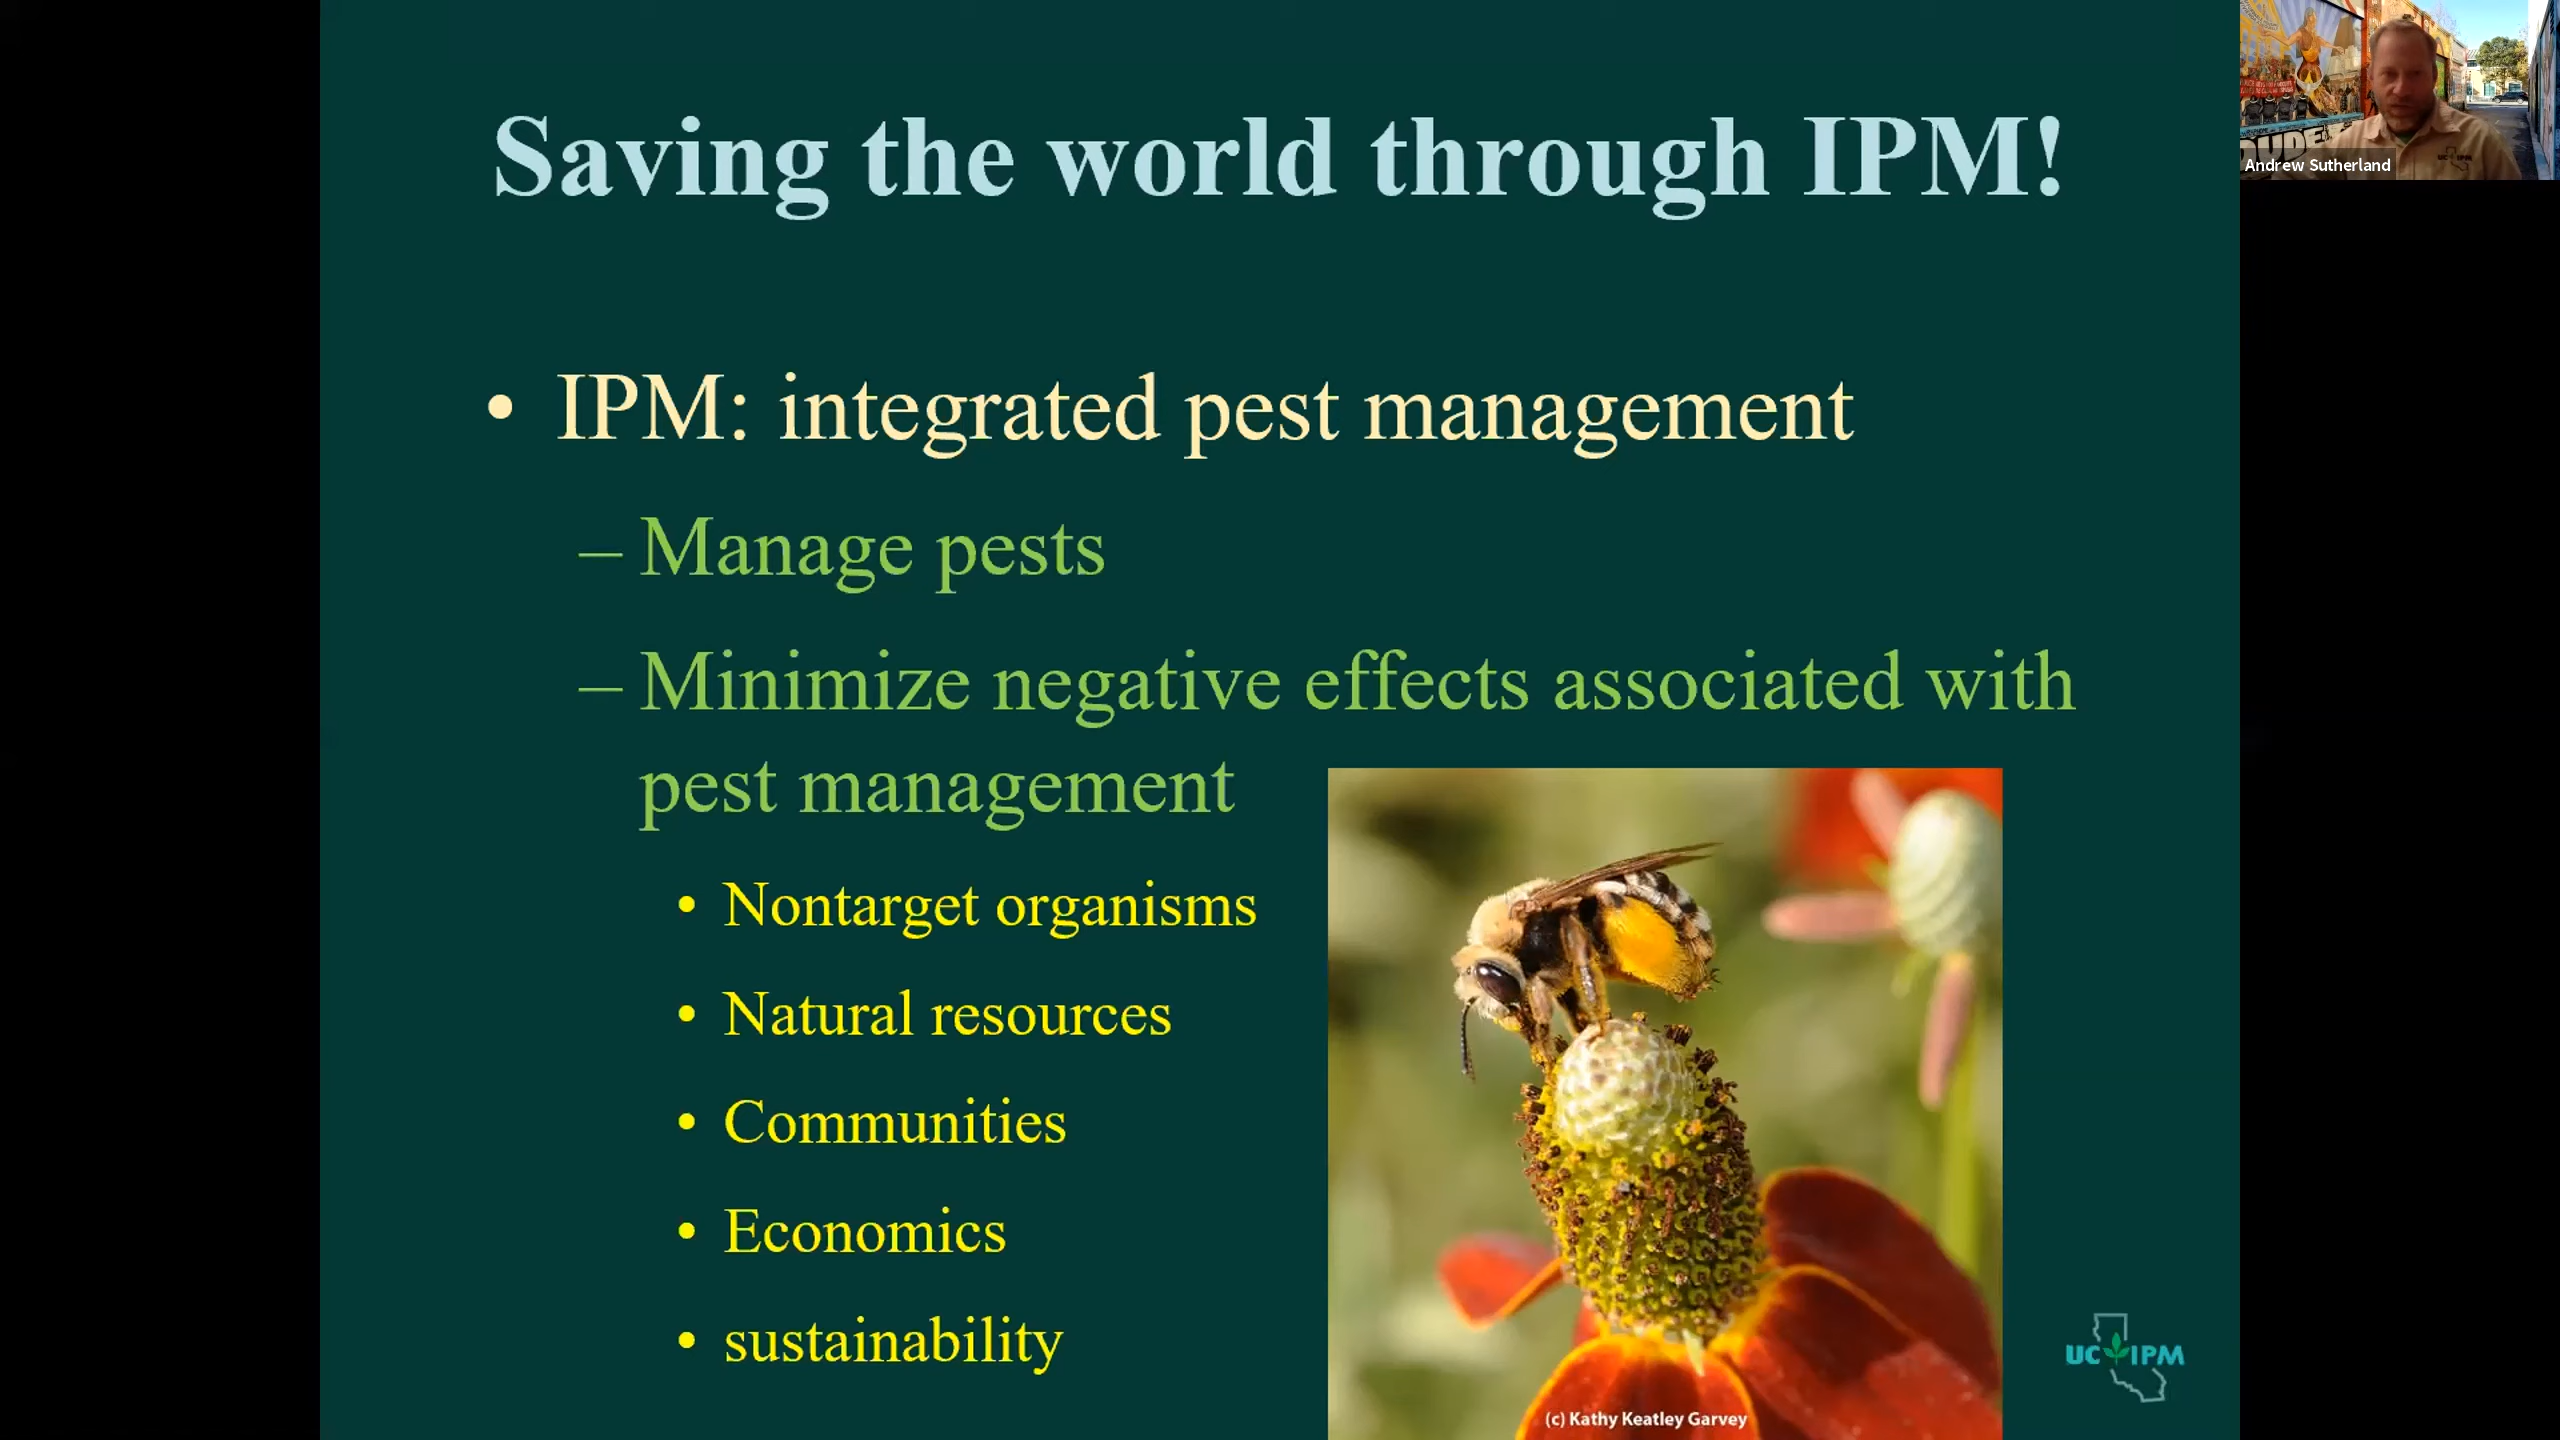 Saving the world through IPM!
• IPM: integrated pest management
– Manage pests
– Minimize negative effects associated with
pest management
• Nontarget organisms
• Natural resources
• Communities
• Economics
• sustainability
(c) Kathy Keatley Garvey
UC IPM
Andrew Sutherland